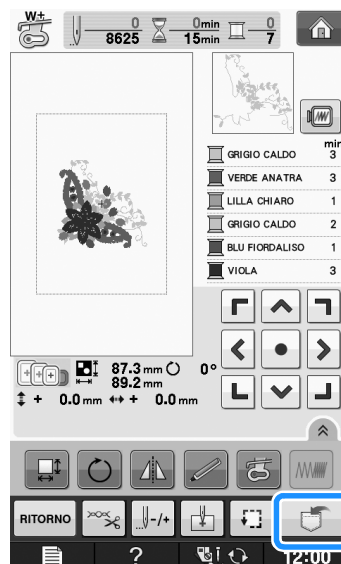 W±
0 0min 0
8625 15min 7
min
GRIGIO CALDO 3
VERDE ANATRA 3
LILLA CHIARO 1
GRIGIO CALDO 2
BLU FIORDALISO 1
VIOLA 3
87.3 mm 0°
89.2 mm
+ 0.0 mm + 0.0 mm
RITORNO -/+
? 12:00